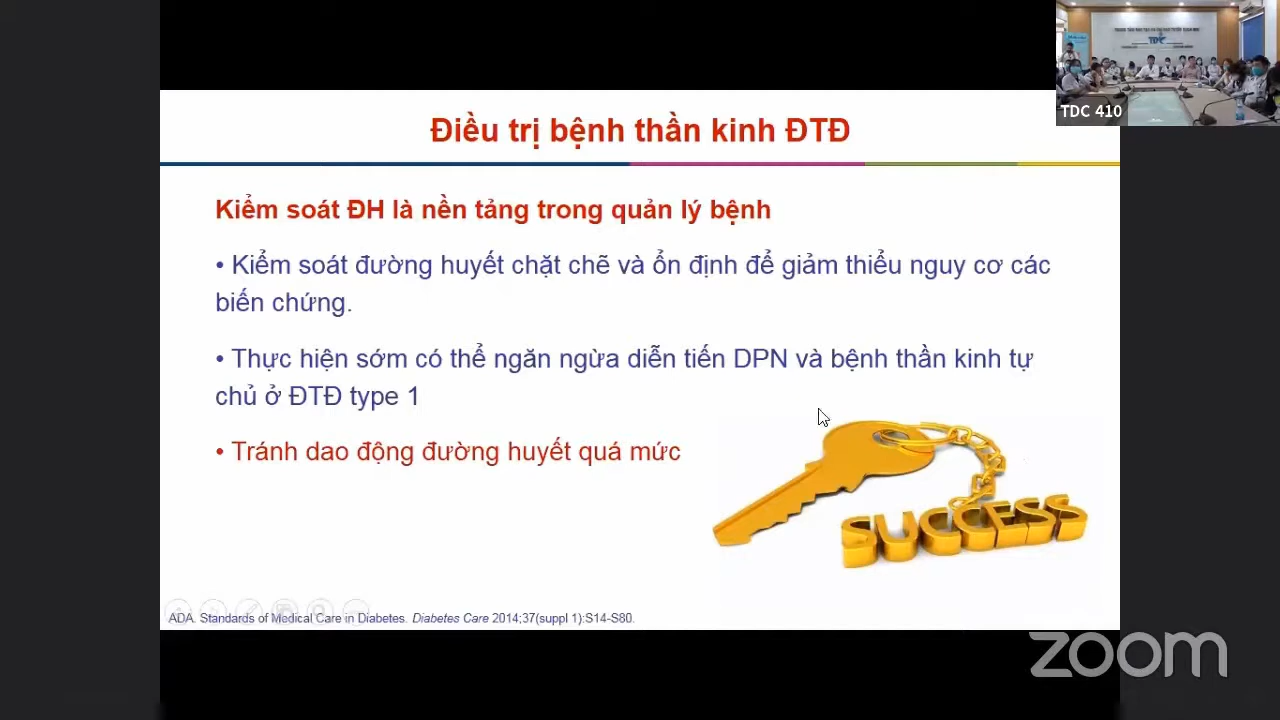 TDC 410
Điều trị bệnh thần kinh ĐTĐ
Kiểm soát ĐH là nền tảng trong quản lý bệnh
• Kiểm soát đường huyết chặt chẽ và ổn định để giảm thiểu nguy cơ các
biến chứng.
• Thực hiện sớm có thể ngăn ngừa diễn tiến DPN và bệnh thần kinh tự
chủ ở ĐTĐ type 1
• Tránh dao động đường huyết quá mức
SUCCESS
ADA. Standards of Medical Care in Diabetes. Diabetes Care 2014;37(suppl 1):S14-S80.
zoom